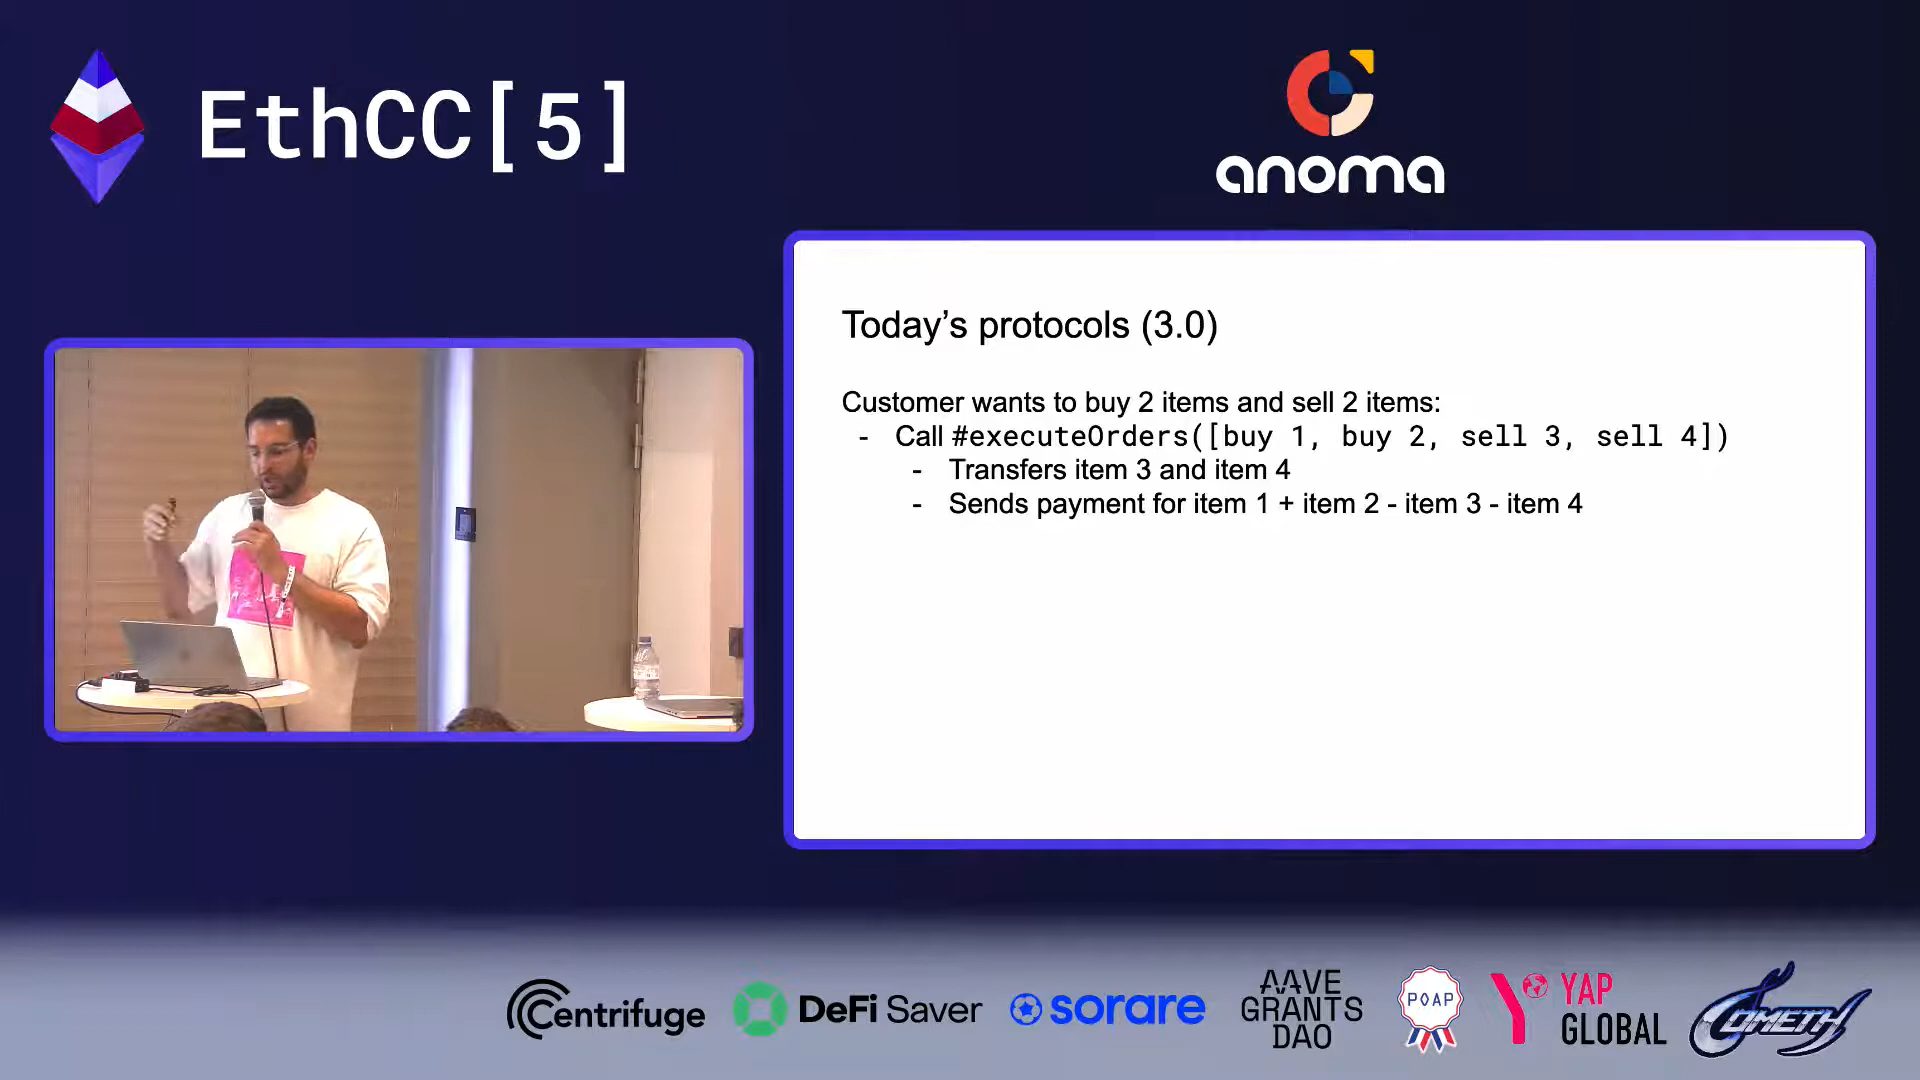 EthCC[5]
anoma
Today's protocols (3.0)
Customer wants to buy 2 items and sell 2 items:
- Call #executeOrders([buy 1, buy 2, sell 3, sell 4])
- Transfers item 3 and item 4
- Sends payment for item 1 + item 2 - item 3 - item 4
Centrifuge
DeFi Saver
sorare
AAVE
GRANTS
DAO
POAP
YAP
GLOBAL
COMETH